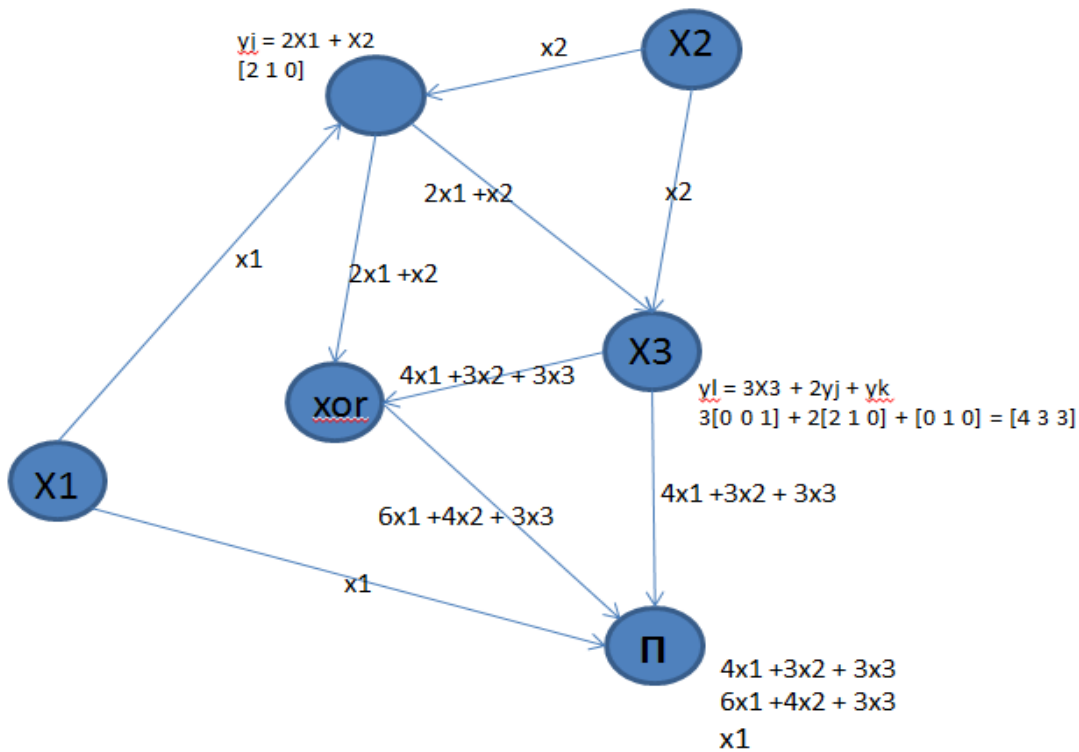 yj = 2X1 + X2
[2 1 0]
x2
X2
2x1 +x2
x2
x1
2x1 +x2
X3
4x1 +3x2 + 3x3
xor
yl = 3X3 + 2yj + yk
3[0 0 1] + 2[2 1 0] + [0 1 0] = [4 3 3]
X1
4x1 +3x2 + 3x3
6x1 +4x2 + 3x3
x1
П
4x1 +3x2 + 3x3
6x1 +4x2 + 3x3
x1